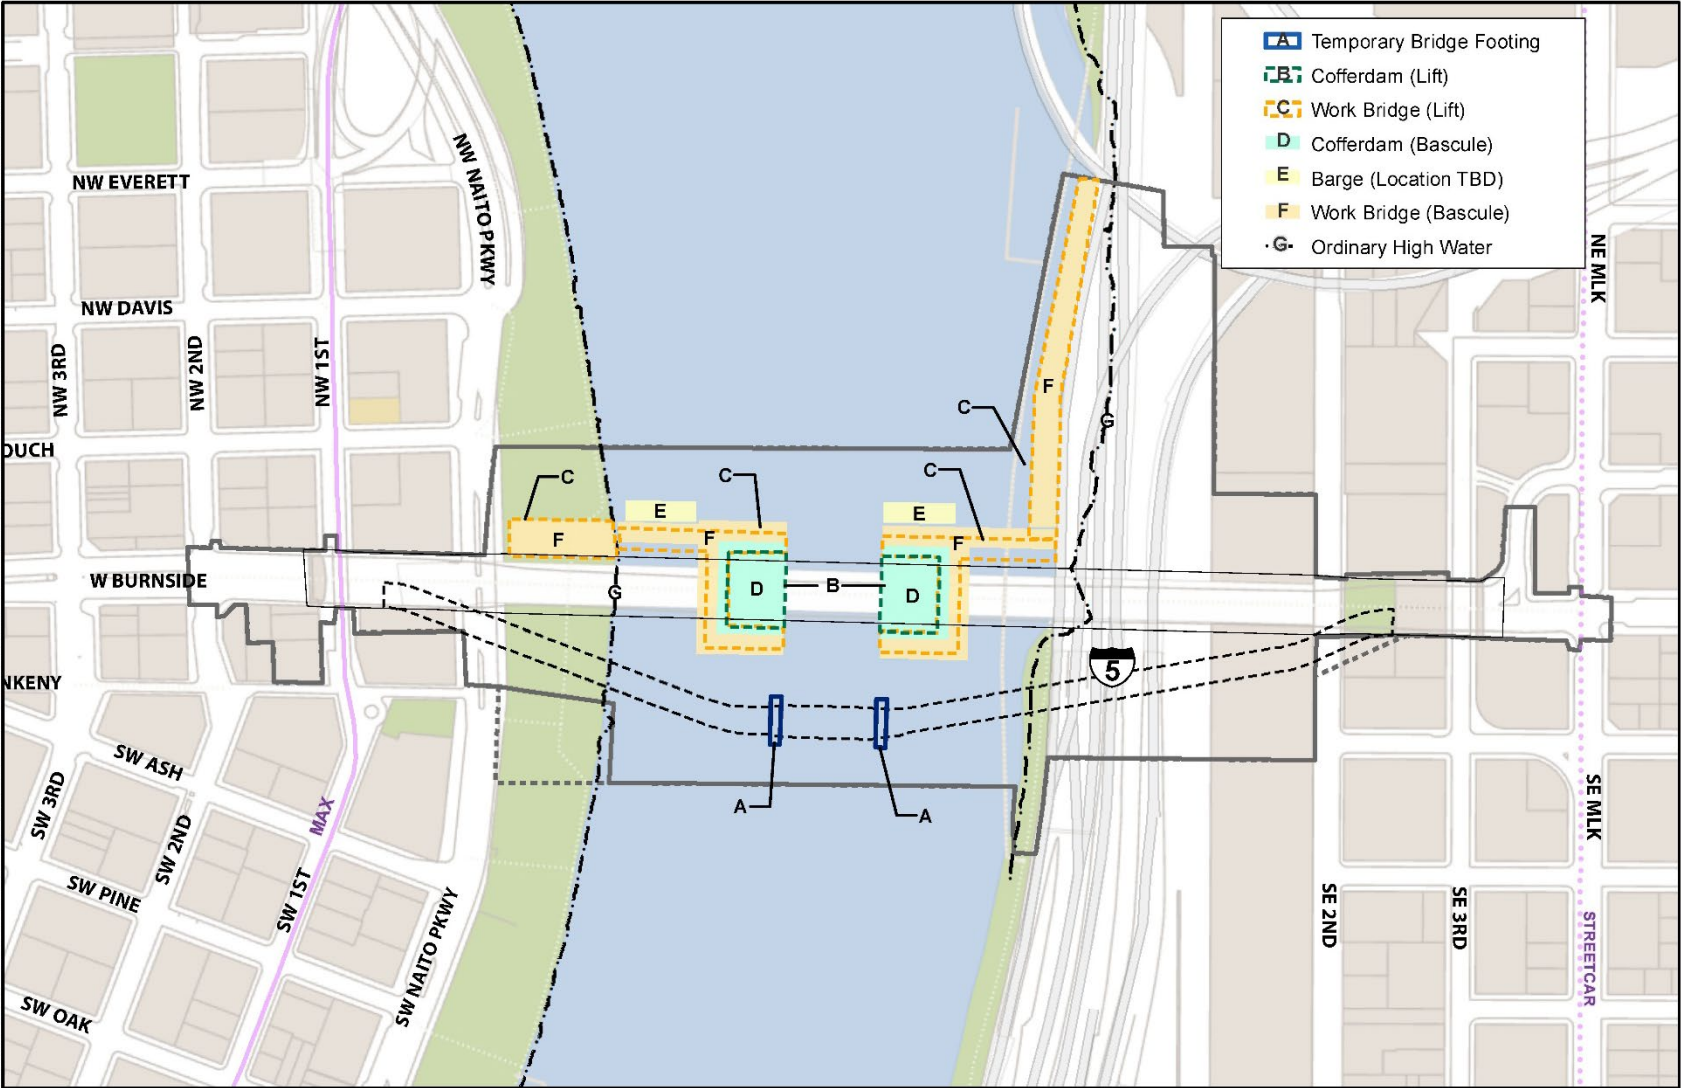 A Temporary Bridge Footing
B Cofferdam (Lift)
C Work Bridge (Lift)
D Cofferdam (Bascule)
E Barge (Location TBD)
F Work Bridge (Bascule)
G Ordinary High Water
NW EVERETT
NW NAITO PKWY
NE MLK
NW DAVIS
NW 3RD
NW 2ND
NW 1ST
F
C
G
OUCH
C
C
C
E
E
F
F
F
W BURNSIDE
D
B
D
G
5
NKENY
SW ASH
A
A
SW 3RD
SW 2ND
MAX
SE MLK
SW PINE
SW 1ST
SW NAITO PKWY
SE 2ND
SE 3RD
STREETCAR
SW OAK